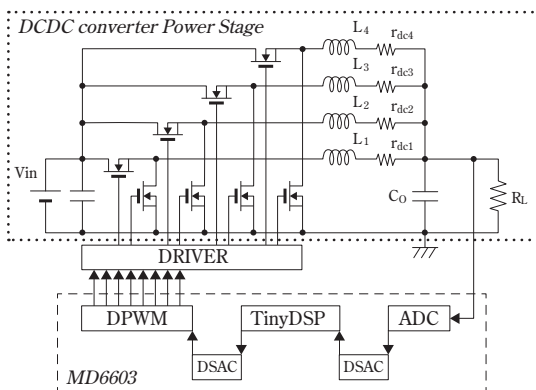 DCDC converter Power Stage
L4
rdc4
L3
rdc3
L2
rdc2
L1
rdc1
Vin
CO
RL
DRIVER
DPWM
TinyDSP
ADC
DSAC
DSAC
MD6603